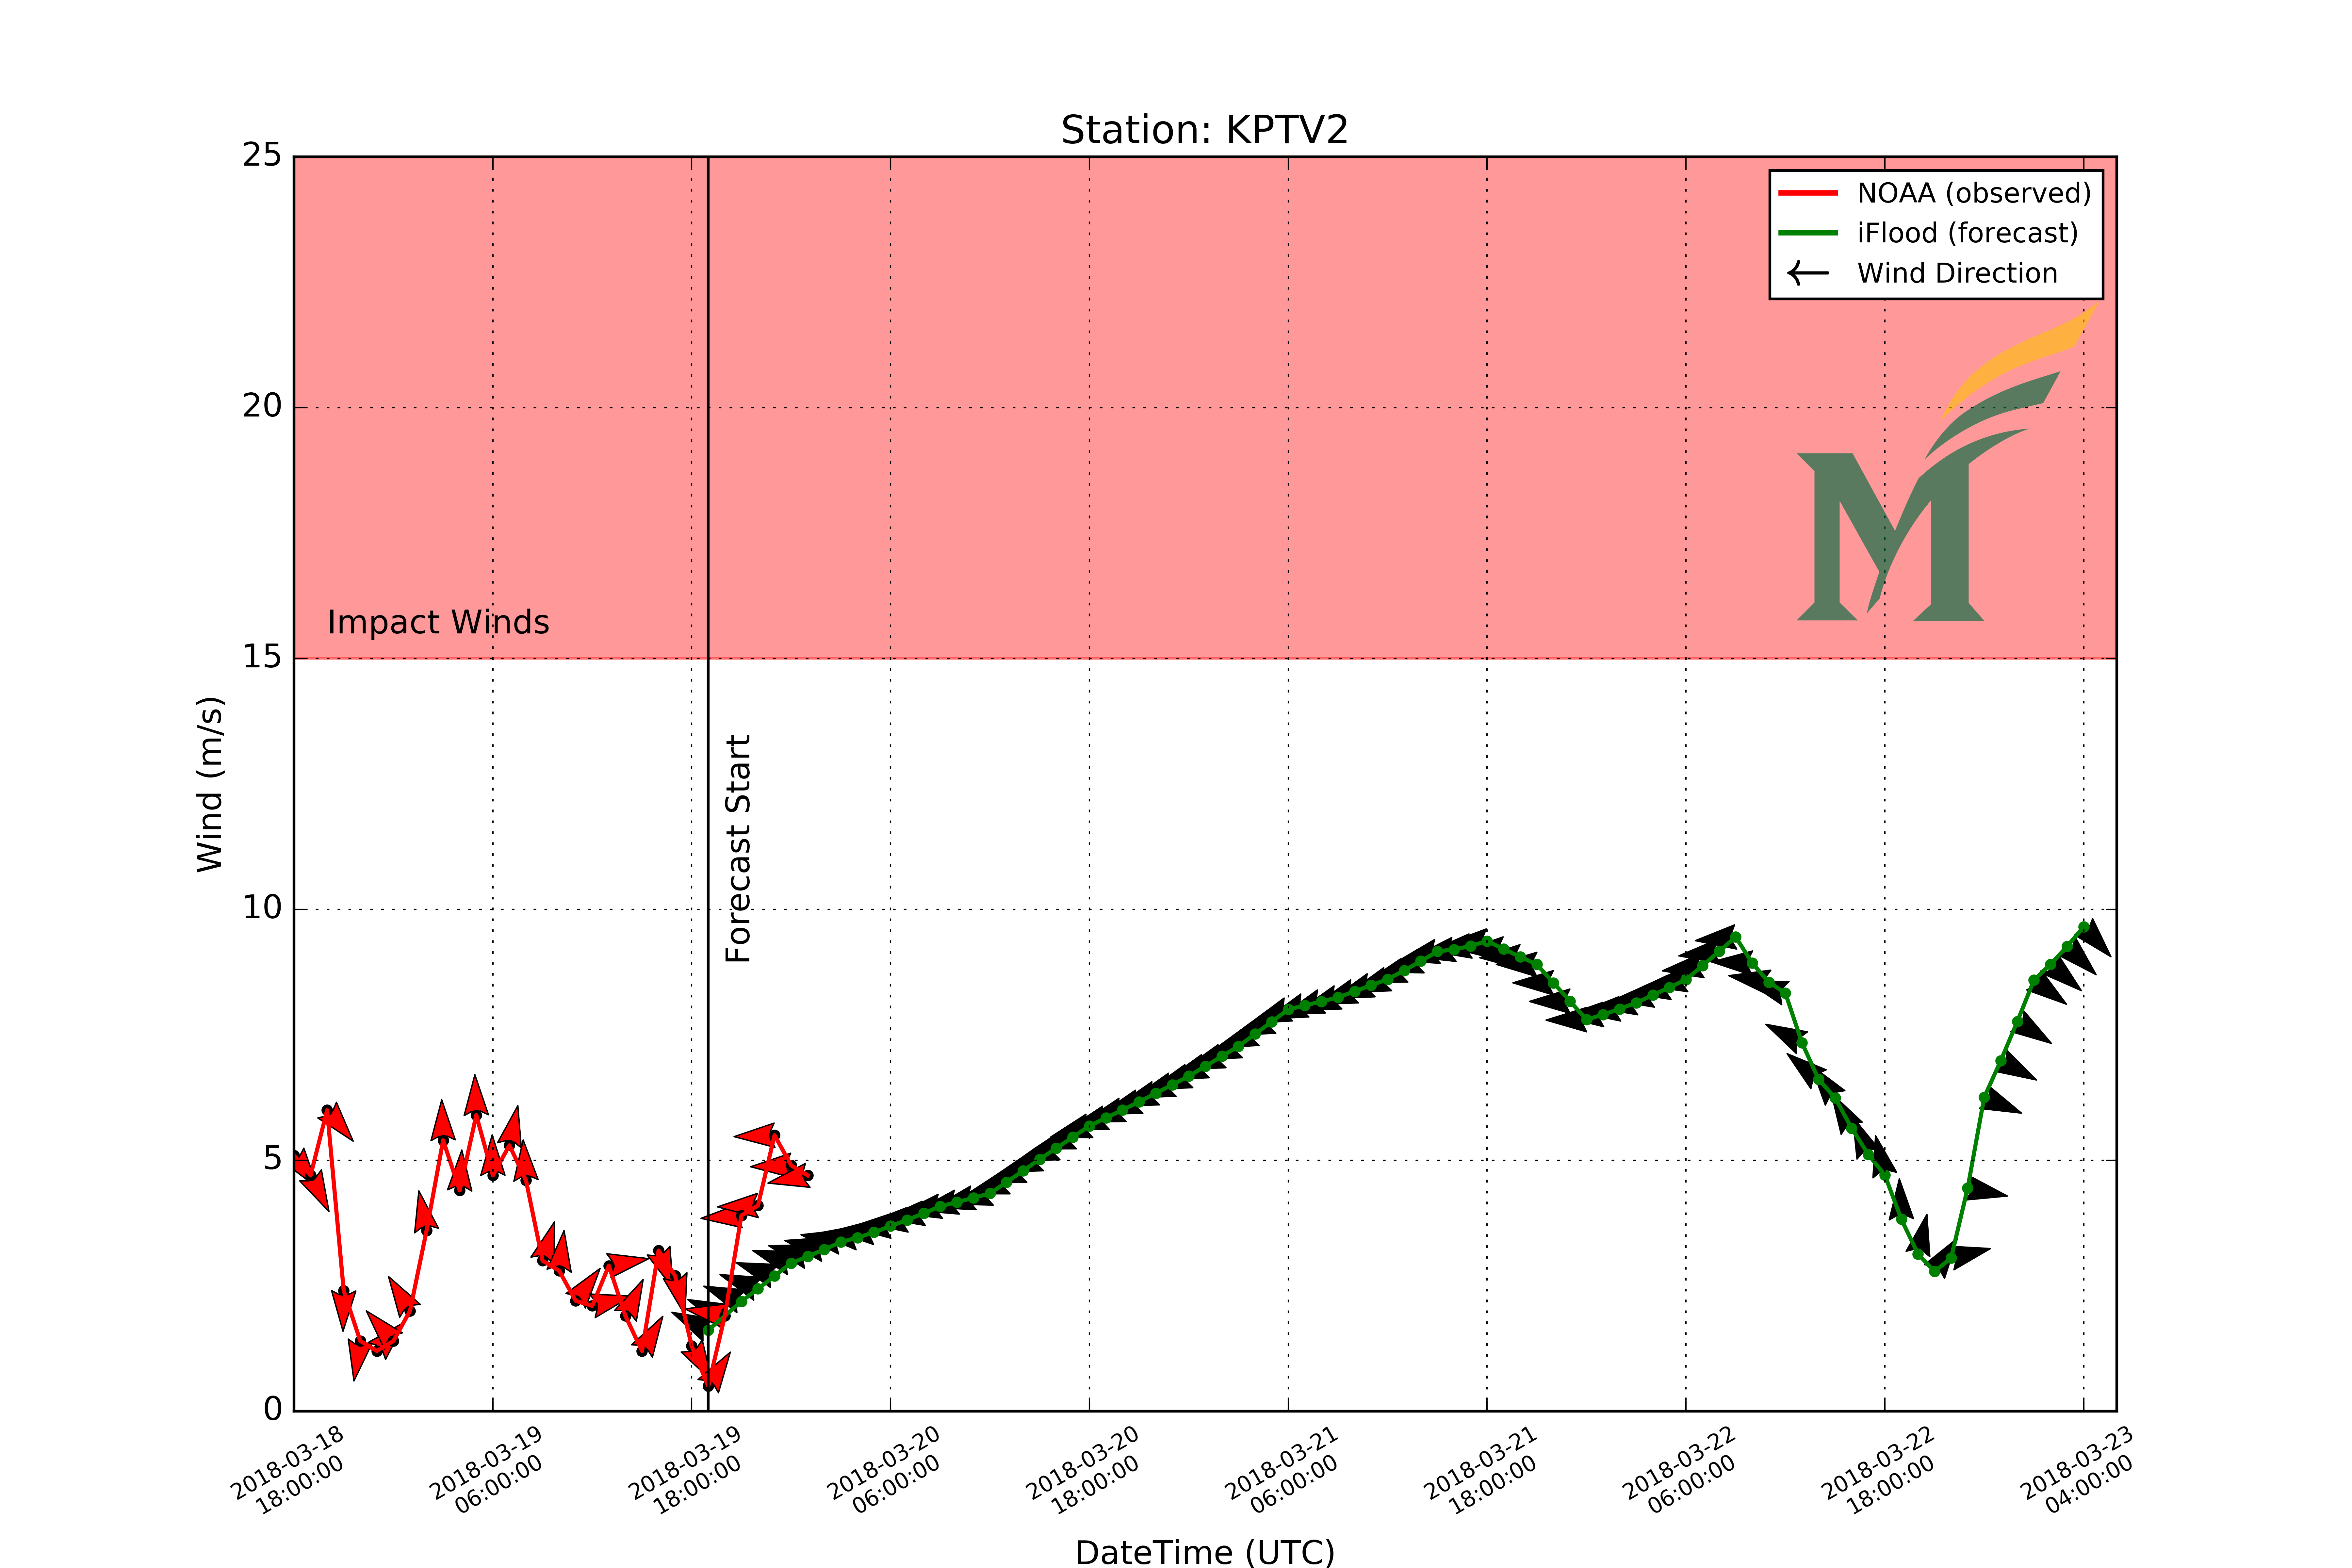 Station: KPTV2
25
20
15
10
5
0
Wind (m/s)
NOAA (observed)
iFlood (forecast)
Wind Direction
M
Impact Winds
Forecast Start
2018-03-18
18:00:00
2018-03-19
06:00:00
2018-03-19
18:00:00
2018-03-20
06:00:00
2018-03-20
18:00:00
2018-03-21
06:00:00
2018-03-21
18:00:00
2018-03-22
06:00:00
2018-03-22
18:00:00
2018-03-23
04:00:00
DateTime (UTC)